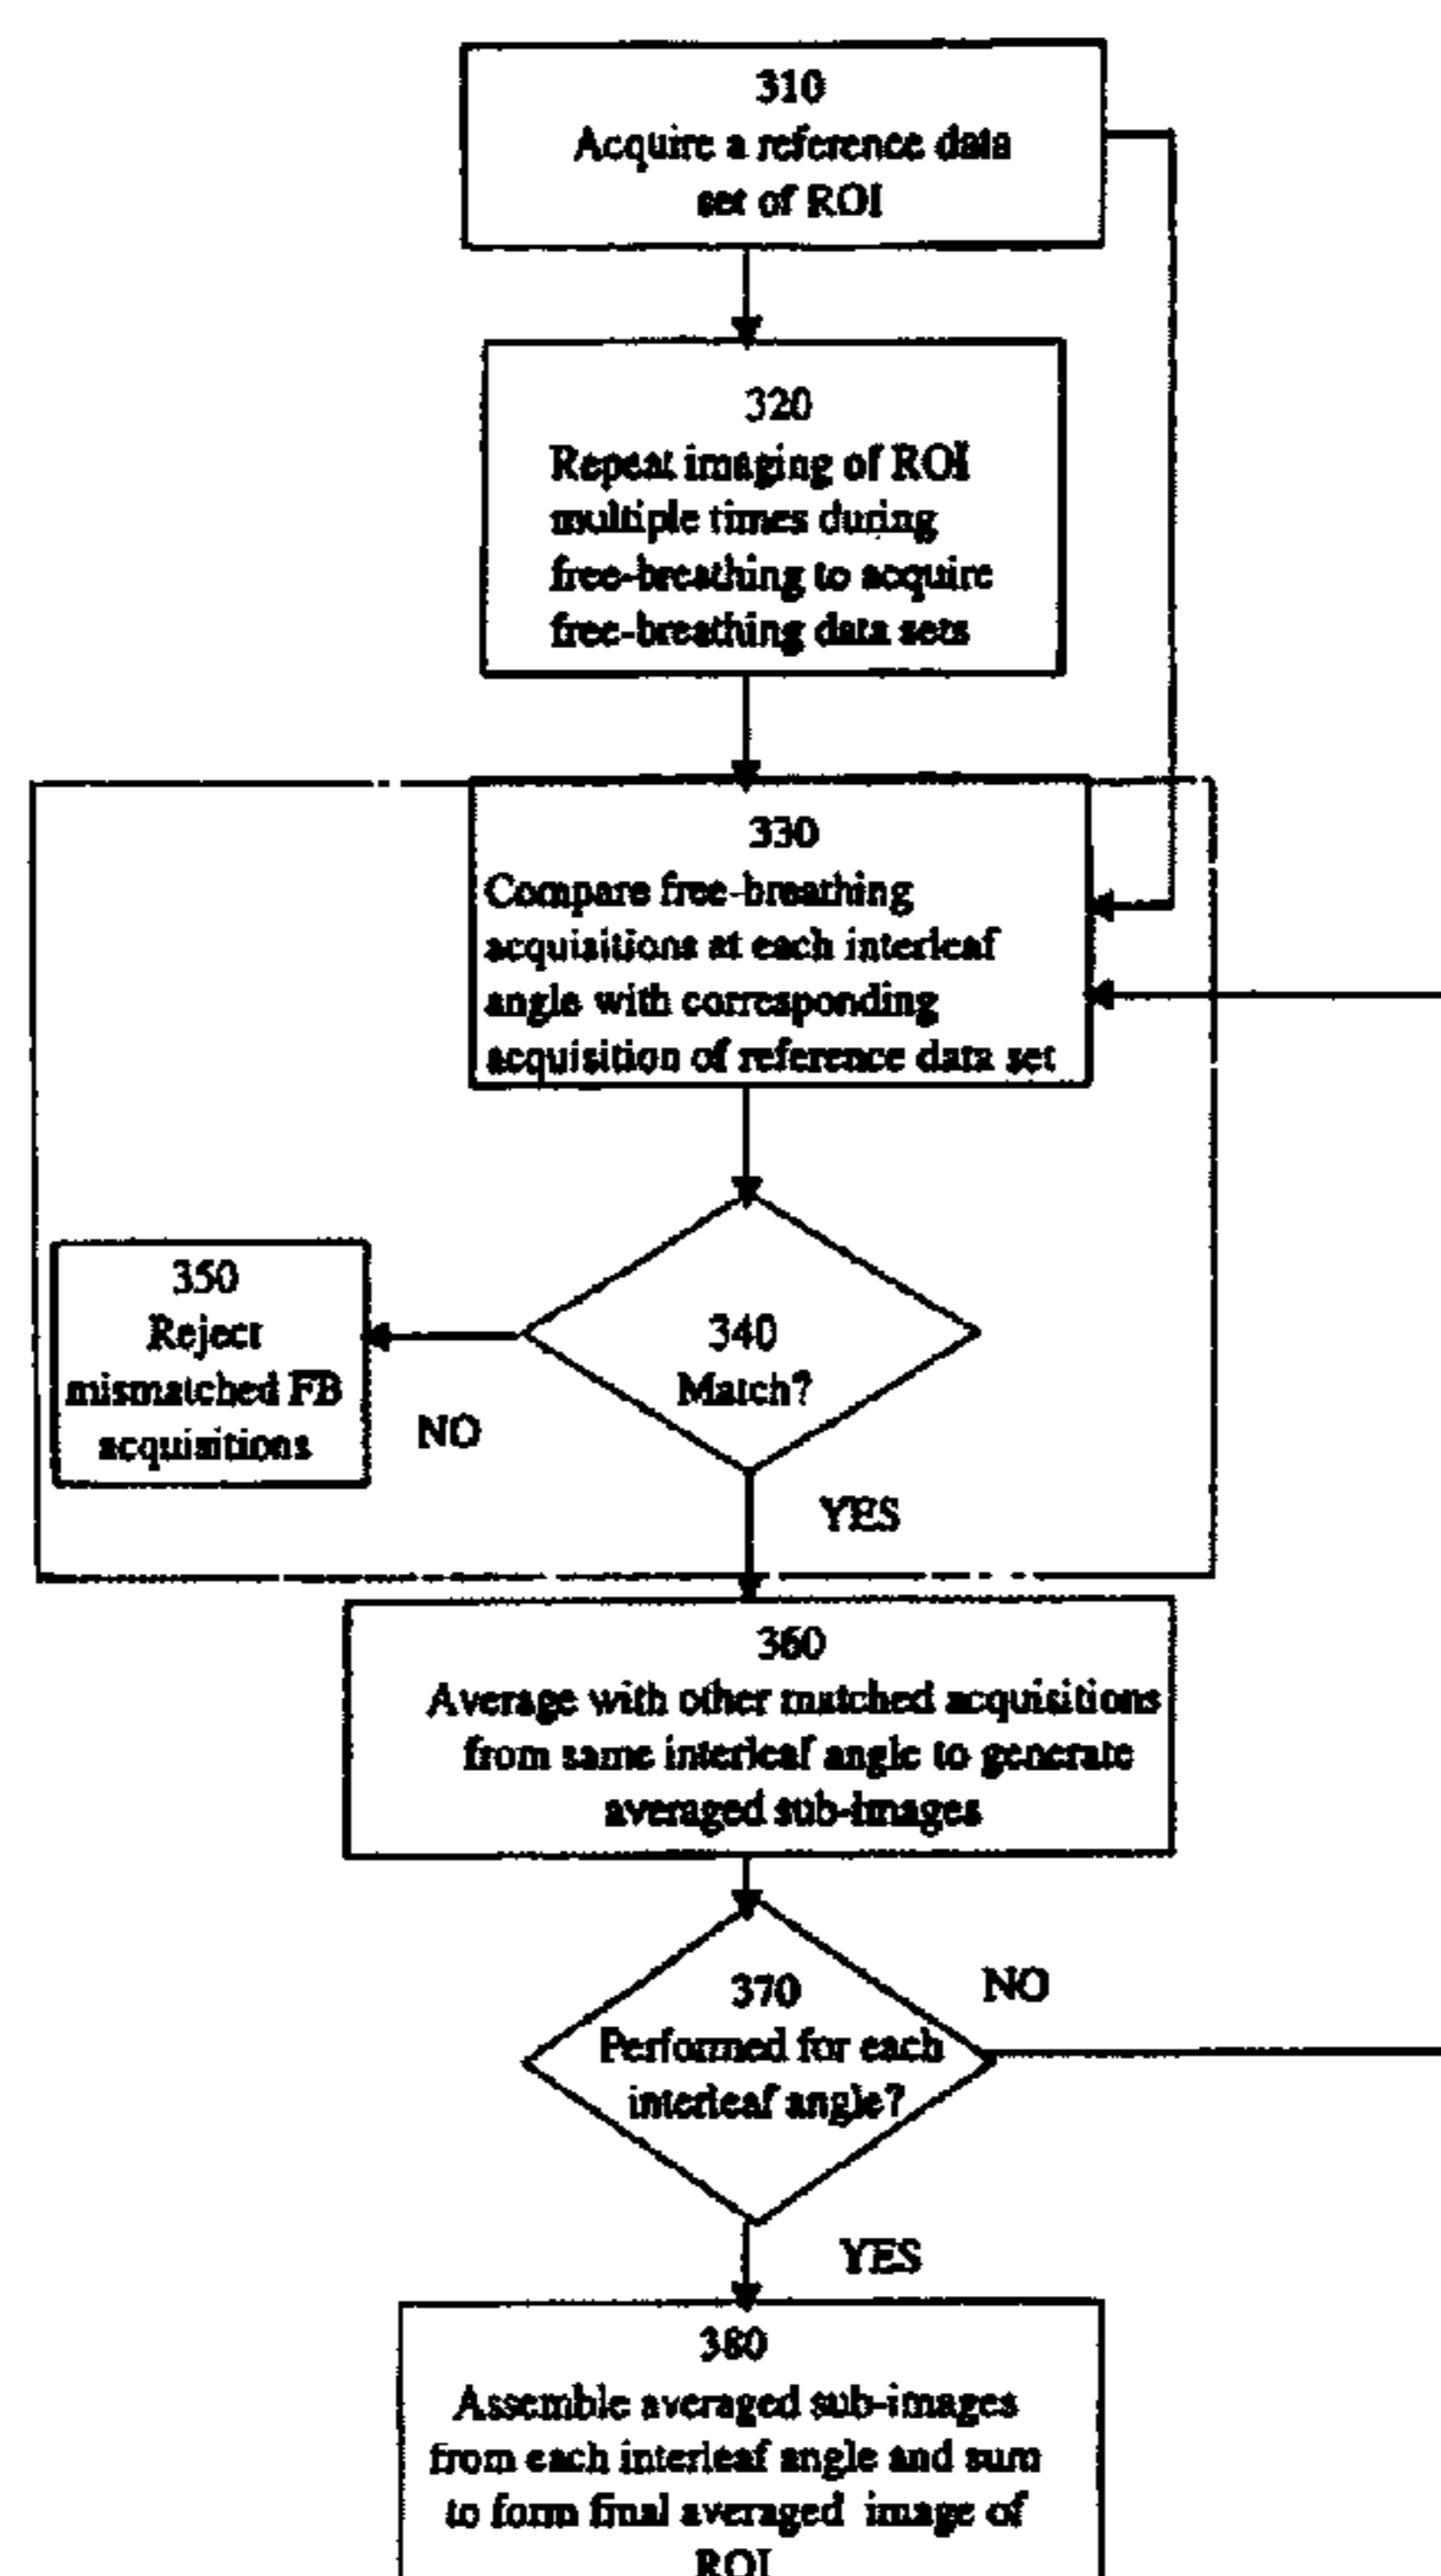 310
Acquire a reference data
set of ROI
320
Repeat imaging of ROI
multiple times during
free-breathing to acquire
free-breathing data sets
330
Compare free-breathing
acquisitions at each interleaf
angle with corresponding
acquisition of reference data set
340
Match?
350
Reject
mismatched FB
acquisitions
NO
YES
360
Average with other matched acquisitions
from same interleaf angle to generate
averaged sub-images
370
Performed for each
interleaf angle?
NO
YES
380
Assemble averaged sub-images
from each interleaf angle and sum
to form final averaged image of
ROI